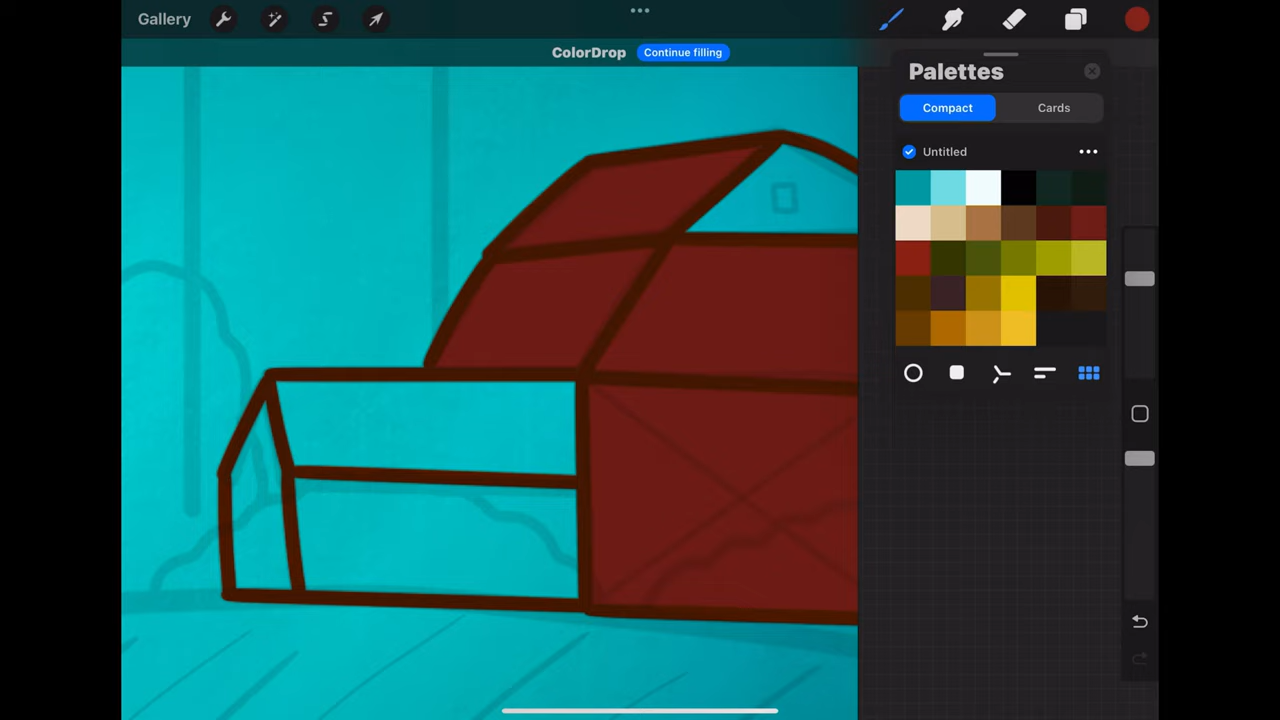 Gallery
ColorDrop Continue filling
Palettes
Compact Cards
Untitled